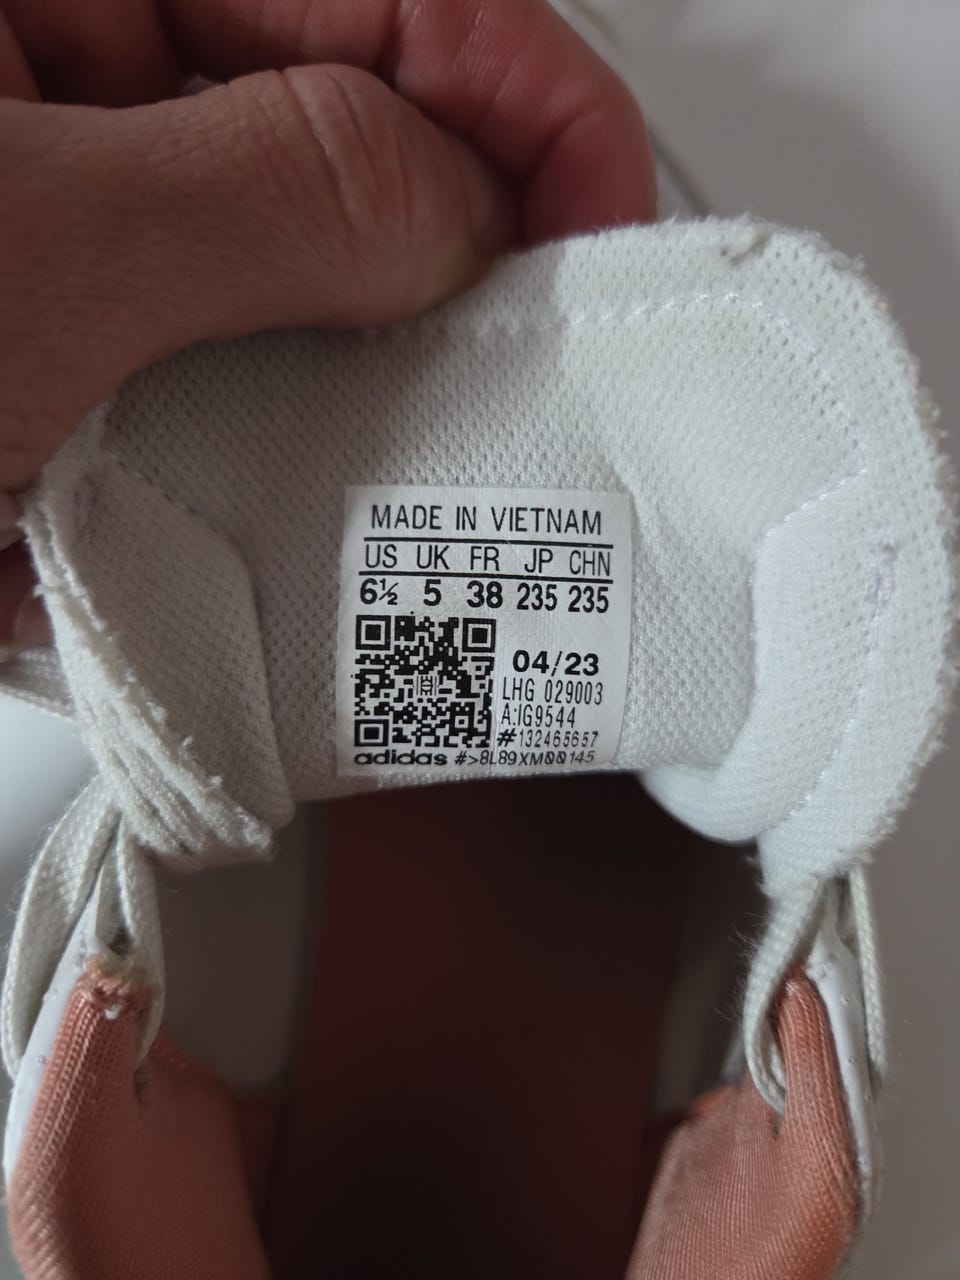 MADE IN VIETNAM
US UK FR JP CHN
6½ 5 38 235 235
04/23
LHG 029003
A:IG9544
#132465657
adidas #>8L89XM00145